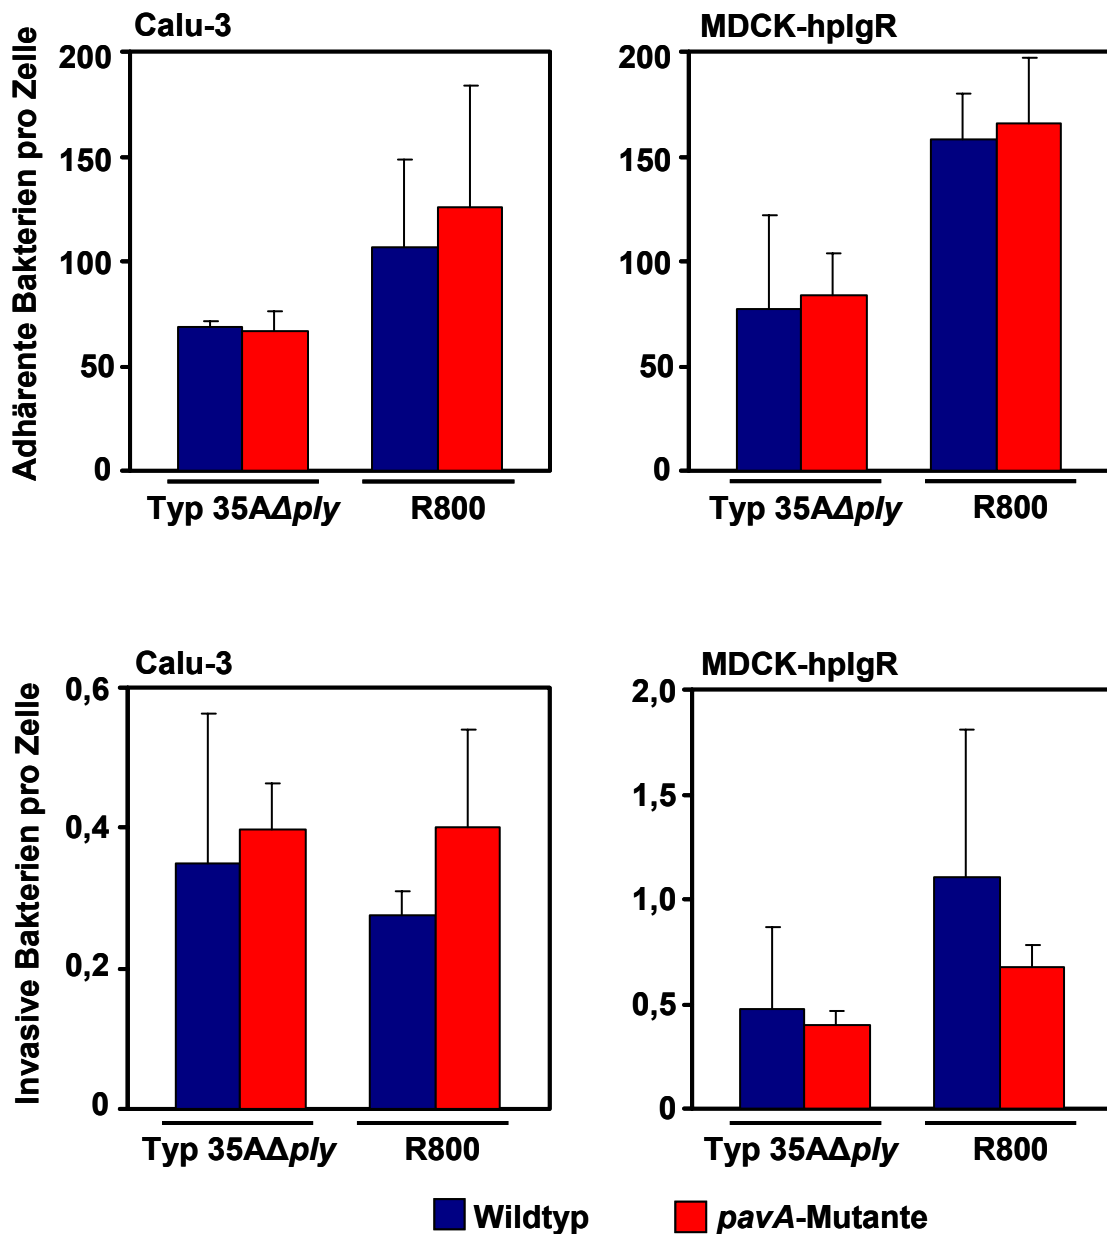 Calu-3
MDCK-hpIgR
Adhärente Bakterien pro Zelle
200
150
100
50
0
200
150
100
50
0
Typ 35AΔply
R800
Typ 35AΔply
R800
Calu-3
MDCK-hpIgR
Invasive Bakterien pro Zelle
0,6
0,4
0,2
0
2,0
1,5
1,0
0,5
0
Typ 35AΔply
R800
Typ 35AΔply
R800
Wildtyp
pavA-Mutante